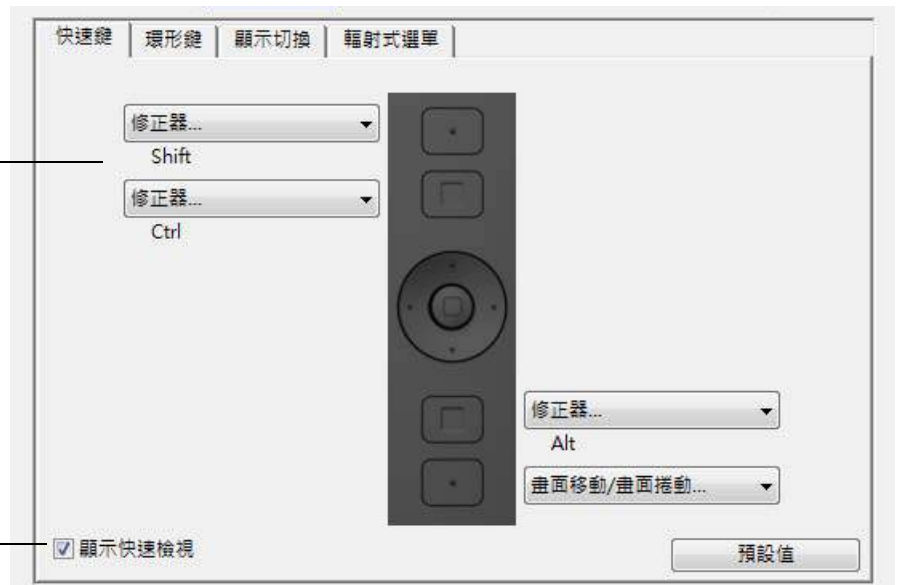 快速鍵 環形鍵 顯示切換 輻射式選單
修正器...
Shift
修正器...
Ctrl
修正器...
Alt
畫面移動/畫面捲動...
顯示快速檢視
預設值